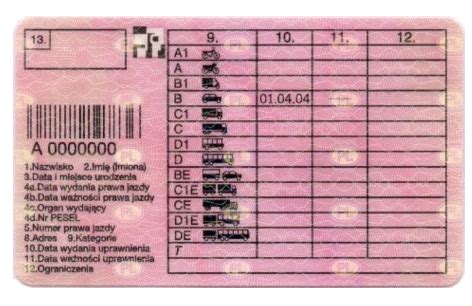 13.
9. 10. 11. 12.
A1
A
B1
B 01.04.04
C1
C
D1
D
BE
C1E
CE
D1E
DE
T
A 0000000
1.Nazwisko 2.Imię (Imiona)
3.Data i miejsce urodzenia
4a.Data wydania prawa jazdy
4b.Data ważności prawa jazdy
4c.Organ wydający
4d.Nr PESEL
5.Numer prawa jazdy
8.Adres 9.Kategorie
10.Data wydania uprawnienia
11.Data ważności uprawnienia
12.Ograniczenia